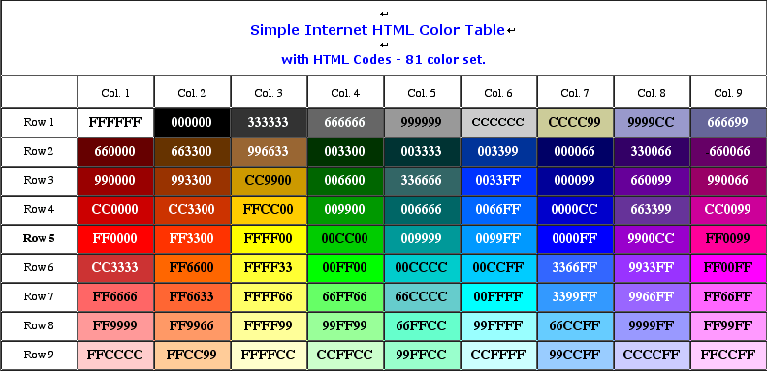 Simple Internet HTML Color Table
with HTML Codes - 81 color set.
Col. 1 Col. 2 Col. 3 Col. 4 Col. 5 Col. 6 Col. 7 Col. 8 Col. 9
Row 1 FFFFFF 000000 333333 666666 999999 CCCCCC CCCC99 9999CC 666699
Row 2 660000 663300 996633 003300 003333 003399 000066 330066 660066
Row 3 990000 993300 CC9900 006600 336666 0033FF 000099 660099 990066
Row 4 CC0000 CC3300 FFCC00 009900 006666 0066FF 0000CC 663399 CC0099
Row 5 FF0000 FF3300 FFFF00 00CC00 009999 0099FF 0000FF 9900CC FF0099
Row 6 CC3333 FF6600 FFFF33 00FF00 00CCCC 00CCFF 3366FF 9933FF FF00FF
Row 7 FF6666 FF6633 FFFF66 66FF66 66CCCC 00FFFF 3399FF 9966FF FF66FF
Row 8 FF9999 FF9966 FFFF99 99FF99 66FFCC 99FFFF 66CCFF 9999FF FF99FF
Row 9 FFCCCC FFCC99 FFFFCC CCFFCC 99FFCC CCFFFF 99CCFF CCCCFF FFCCFF